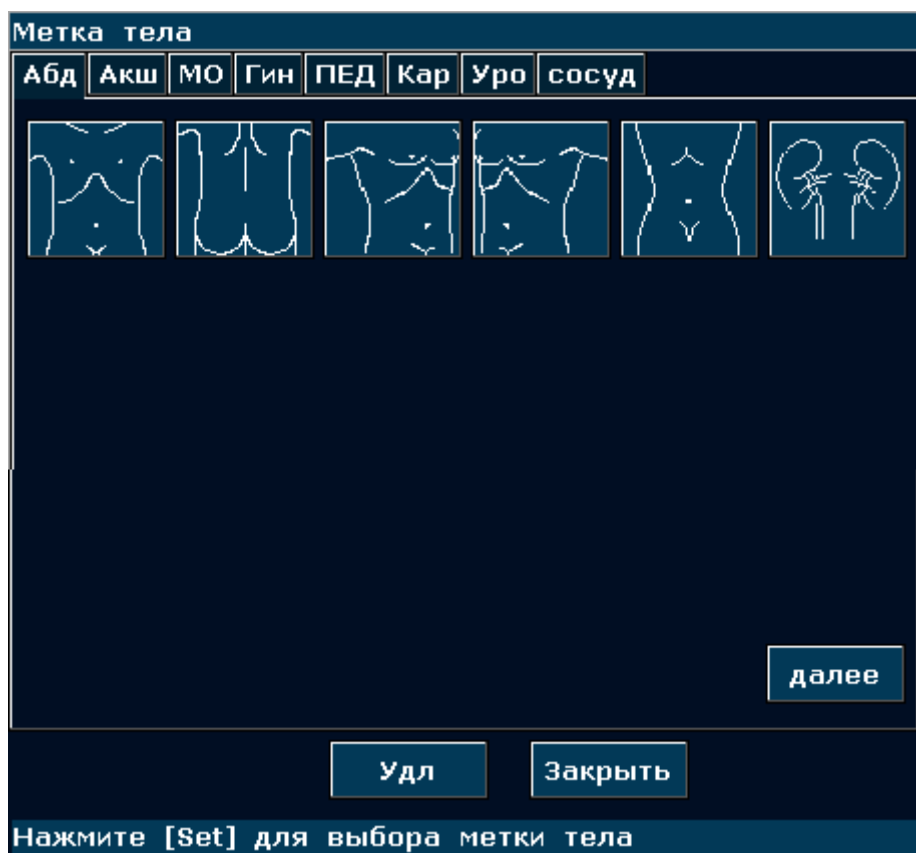 Метка тела
Абд Акш МО Гин ПЕД Кар Уро сосуд
далее
Удл Закрыть
Нажмите [Set] для выбора метки тела